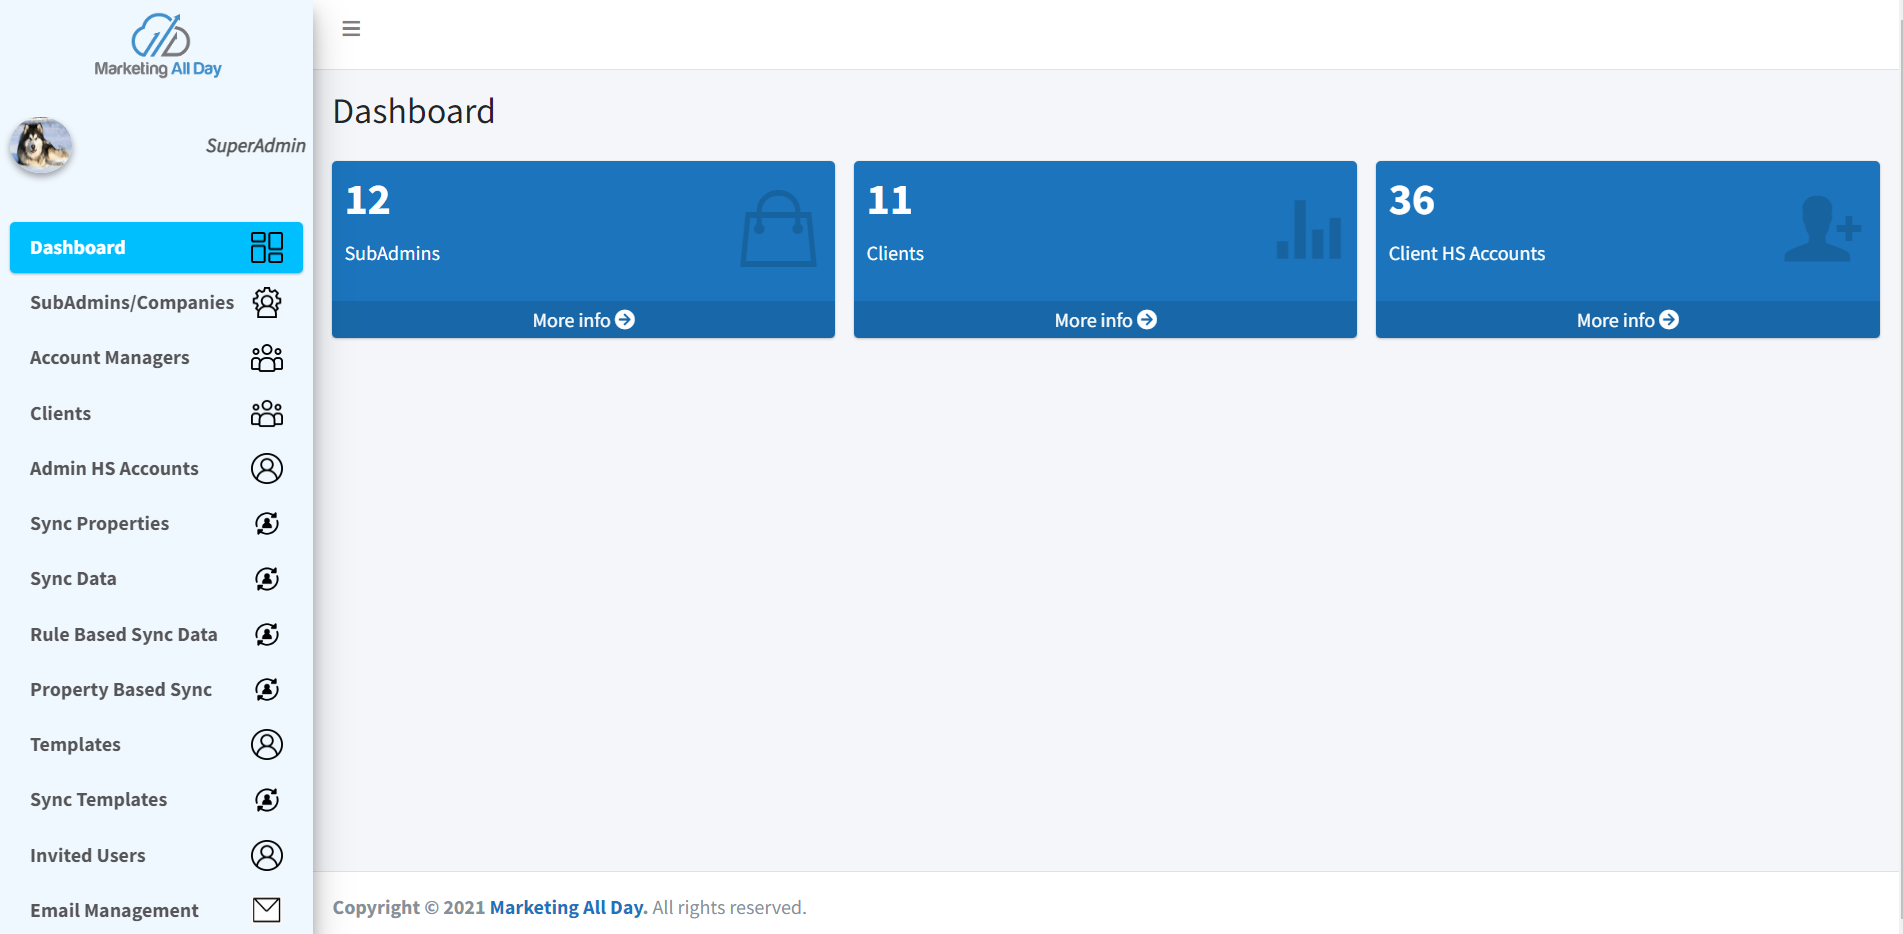 Marketing All Day
SuperAdmin
Dashboard
SubAdmins/Companies
Account Managers
Clients
Admin HS Accounts
Sync Properties
Sync Data
Rule Based Sync Data
Property Based Sync
Templates
Sync Templates
Invited Users
Email Management
Dashboard
12
SubAdmins
More info
11
Clients
More info
36
Client HS Accounts
More info
Copyright © 2021 Marketing All Day. All rights reserved.